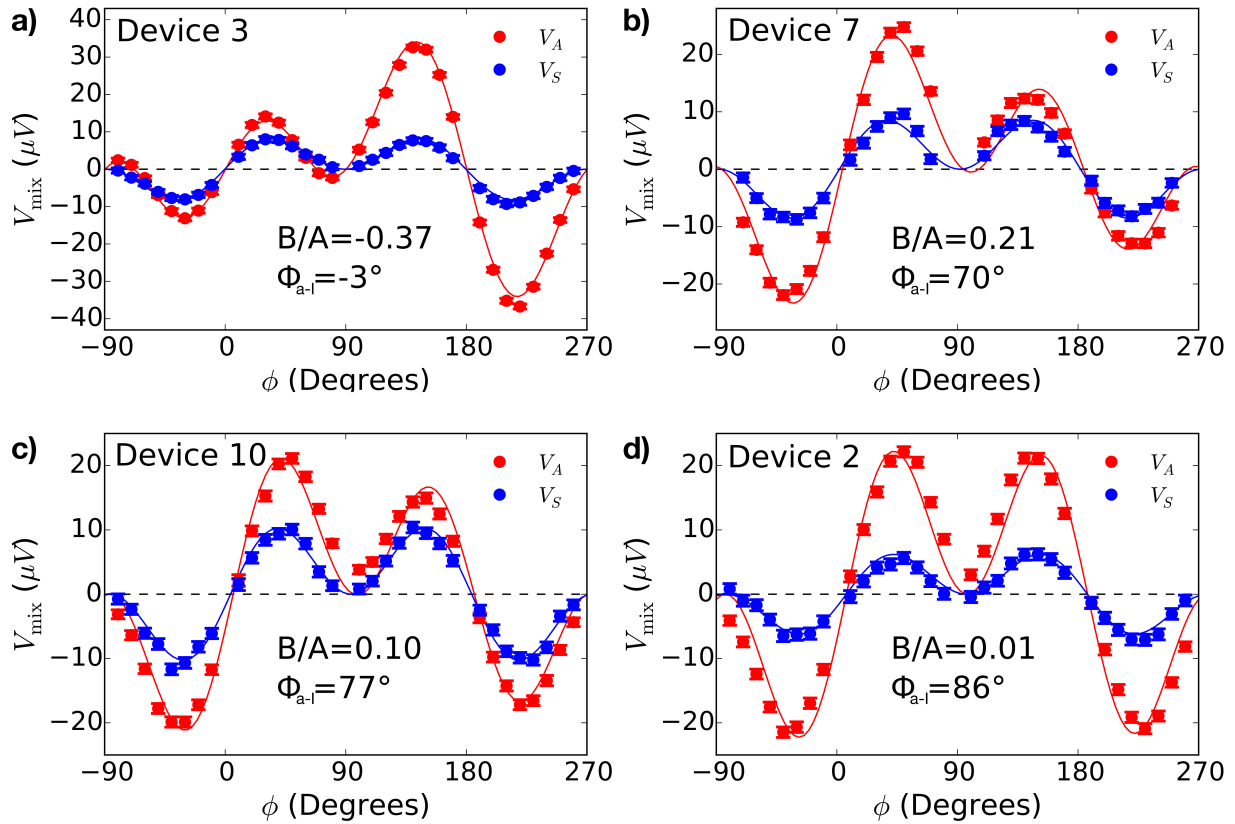 a)
Device 3
V_A
V_S
V_mix (μV)
40
30
20
10
0
−10
−20
−30
−40
B/A=-0.37
Φ_a-I=-3°
−90 0 90 180 270
ϕ (Degrees)
b)
Device 7
V_A
V_S
V_mix (μV)
20
10
0
−10
−20
B/A=0.21
Φ_a-I=70°
−90 0 90 180 270
ϕ (Degrees)
c)
Device 10
V_A
V_S
V_mix (μV)
20
10
0
−10
−20
B/A=0.10
Φ_a-I=77°
−90 0 90 180 270
ϕ (Degrees)
d)
Device 2
V_A
V_S
V_mix (μV)
20
10
0
−10
−20
B/A=0.01
Φ_a-I=86°
−90 0 90 180 270
ϕ (Degrees)